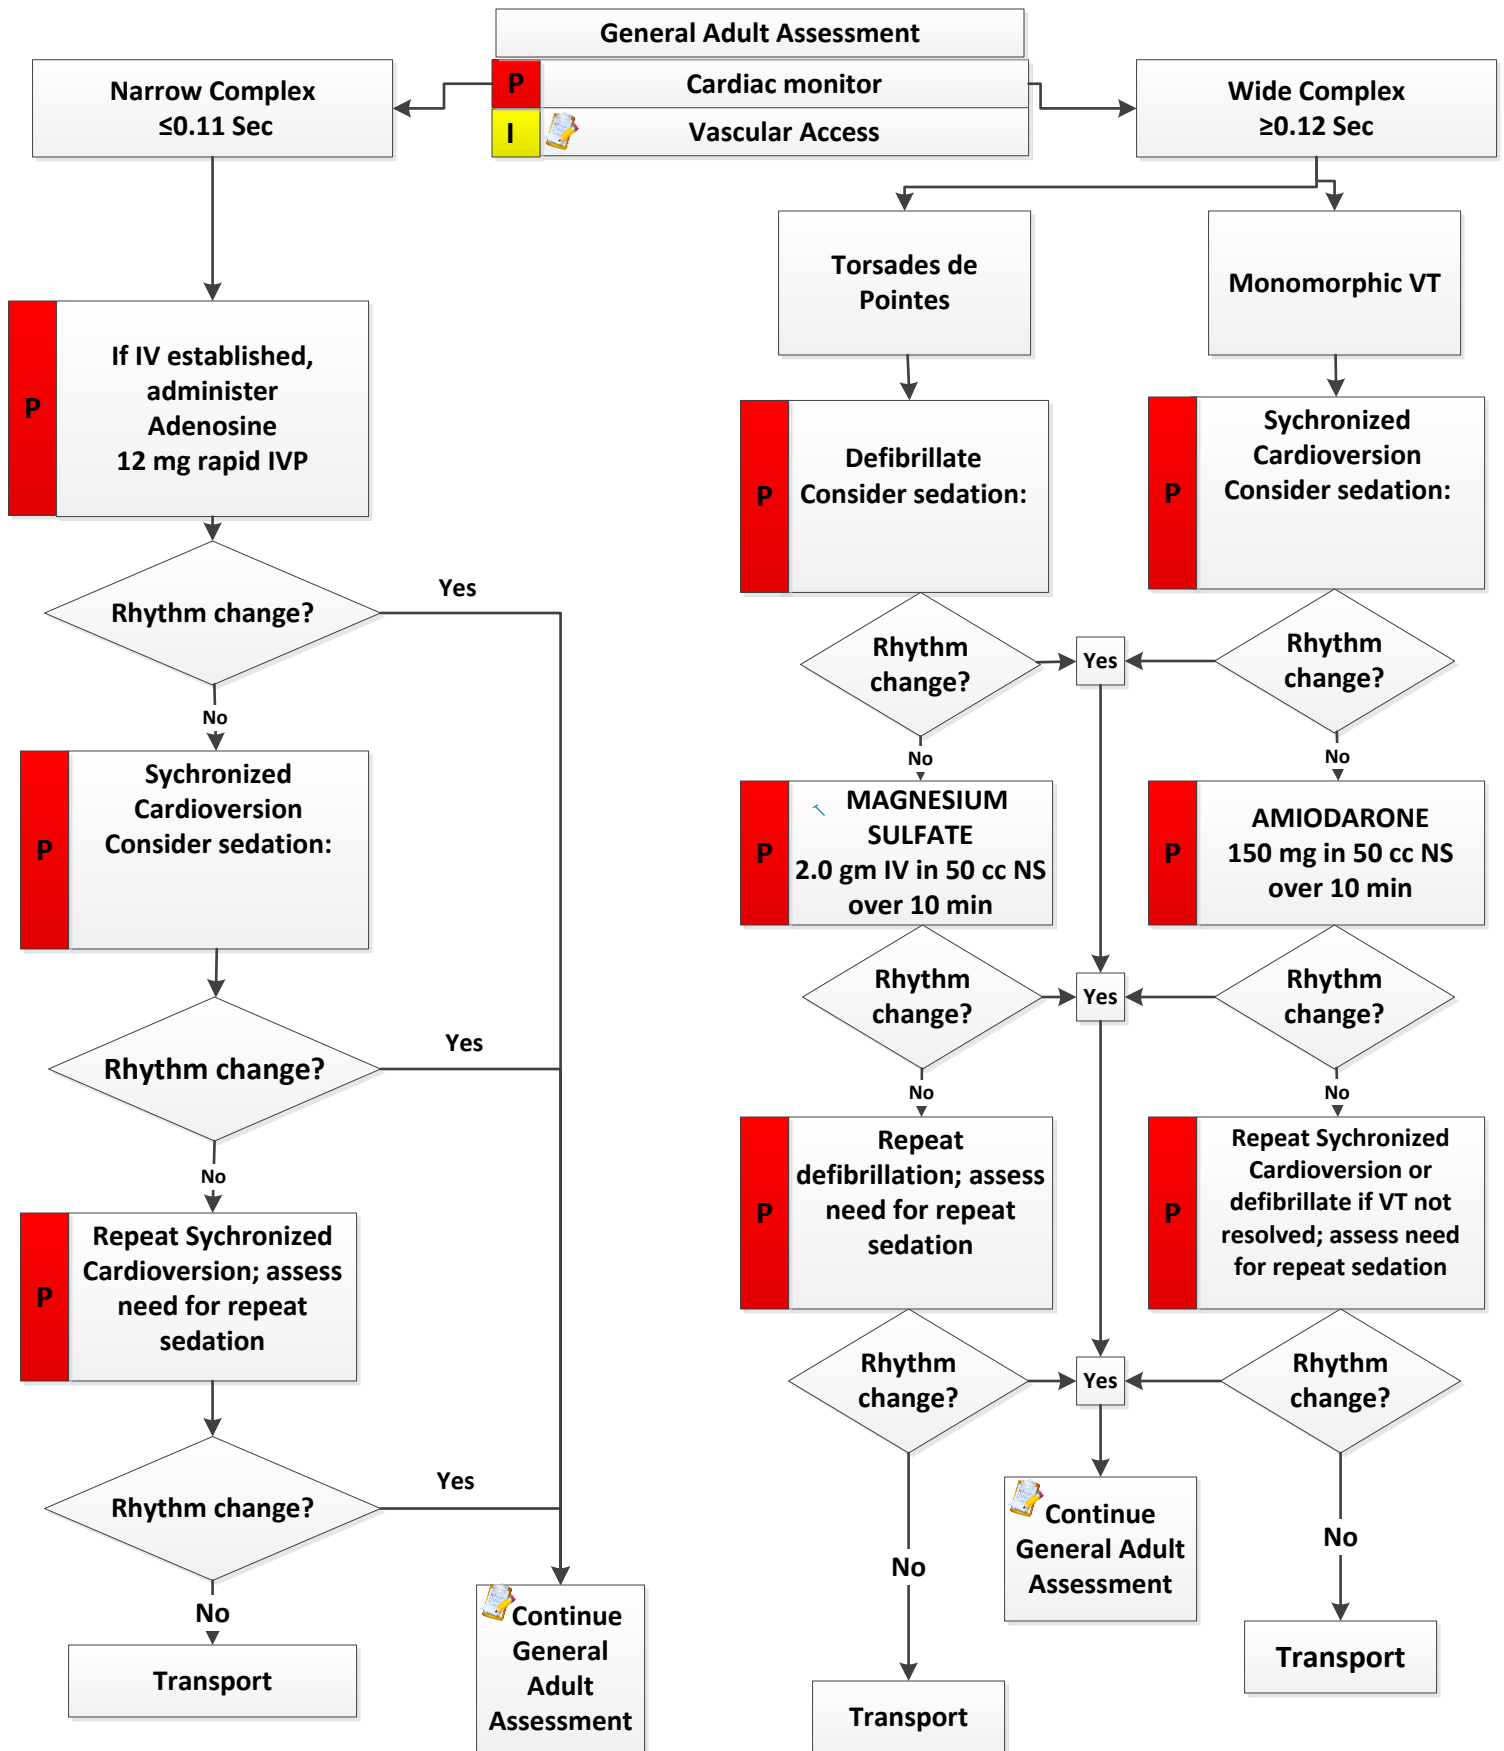 General Adult Assessment
P
Cardiac monitor
I
Vascular Access
Narrow Complex
≤0.11 Sec
Wide Complex
≥0.12 Sec
P
If IV established,
administer
Adenosine
12 mg rapid IVP
Rhythm change?
Yes
No
P
Sychronized
Cardioversion
Consider sedation:
Rhythm change?
Yes
No
P
Repeat Sychronized
Cardioversion; assess
need for repeat
sedation
Rhythm change?
Yes
No
Transport
Continue
General
Adult
Assessment
Torsades de
Pointes
P
Defibrillate
Consider sedation:
Rhythm
change?
Yes
No
P
MAGNESIUM
SULFATE
2.0 gm IV in 50 cc NS
over 10 min
Rhythm
change?
Yes
No
P
Repeat
defibrillation; assess
need for repeat
sedation
Rhythm
change?
Yes
No
Transport
Continue
General Adult
Assessment
Monomorphic VT
P
Sychronized
Cardioversion
Consider sedation:
Rhythm
change?
No
P
AMIODARONE
150 mg in 50 cc NS
over 10 min
Rhythm
change?
No
P
Repeat Sychronized
Cardioversion or
defibrillate if VT not
resolved; assess need
for repeat sedation
Rhythm
change?
No
Transport